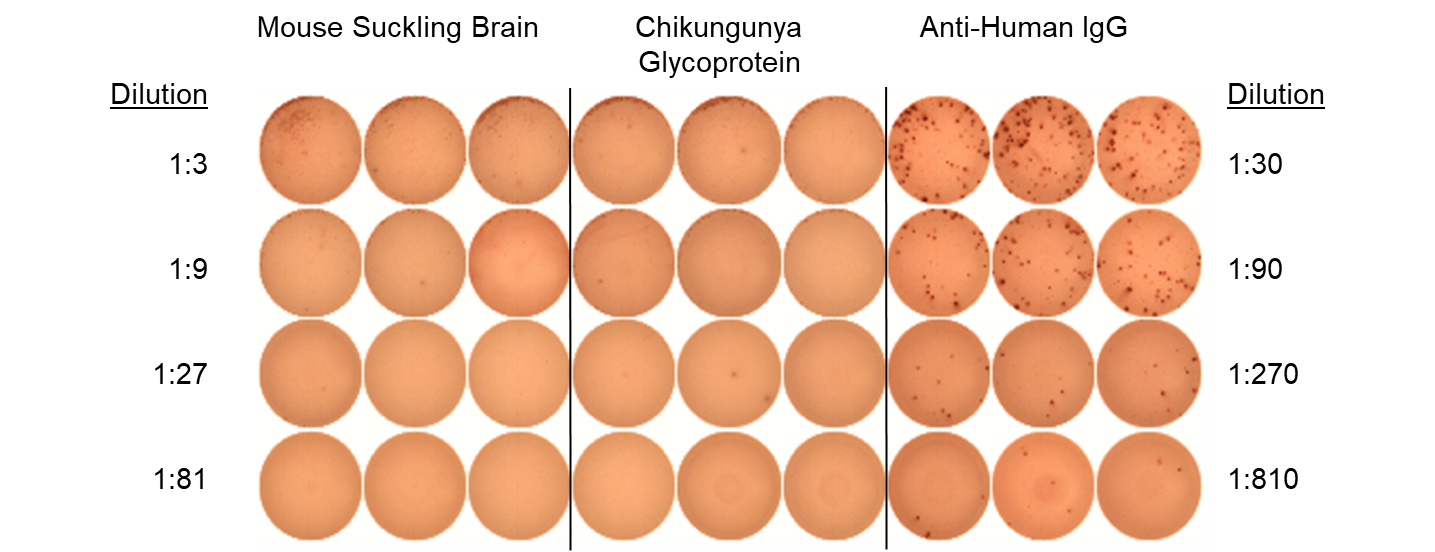 Mouse Suckling Brain
Chikungunya
Glycoprotein
Anti-Human IgG
Dilution
Dilution
1:3
1:30
1:9
1:90
1:27
1:270
1:81
1:810